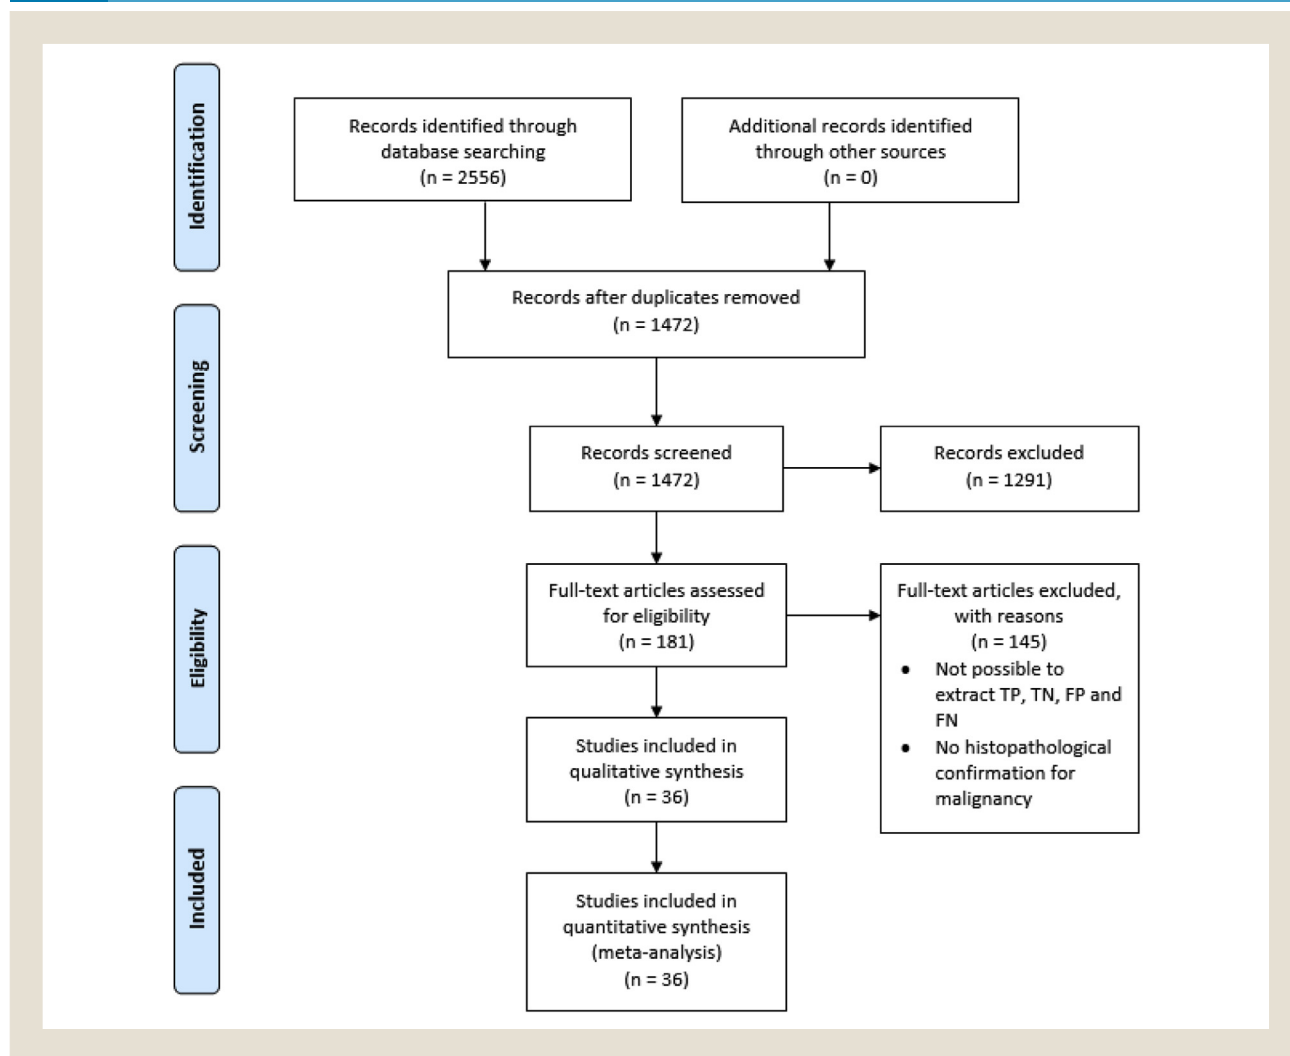 Identification
Records identified through
database searching
(n = 2556)
Additional records identified
through other sources
(n = 0)
Records after duplicates removed
(n = 1472)
Screening
Records screened
(n = 1472)
Records excluded
(n = 1291)
Eligibility
Full-text articles assessed
for eligibility
(n = 181)
Full-text articles excluded,
with reasons
(n = 145)
• Not possible to
extract TP, TN, FP and
FN
• No histopathological
confirmation for
malignancy
Studies included in
qualitative synthesis
(n = 36)
Included
Studies included in
quantitative synthesis
(meta-analysis)
(n = 36)